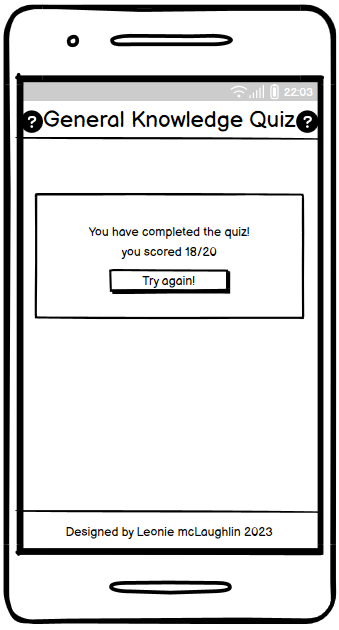 22:03
? General Knowledge Quiz ?
You have completed the quiz!
you scored 18/20
Try again!
Designed by Leonie mcLaughlin 2023